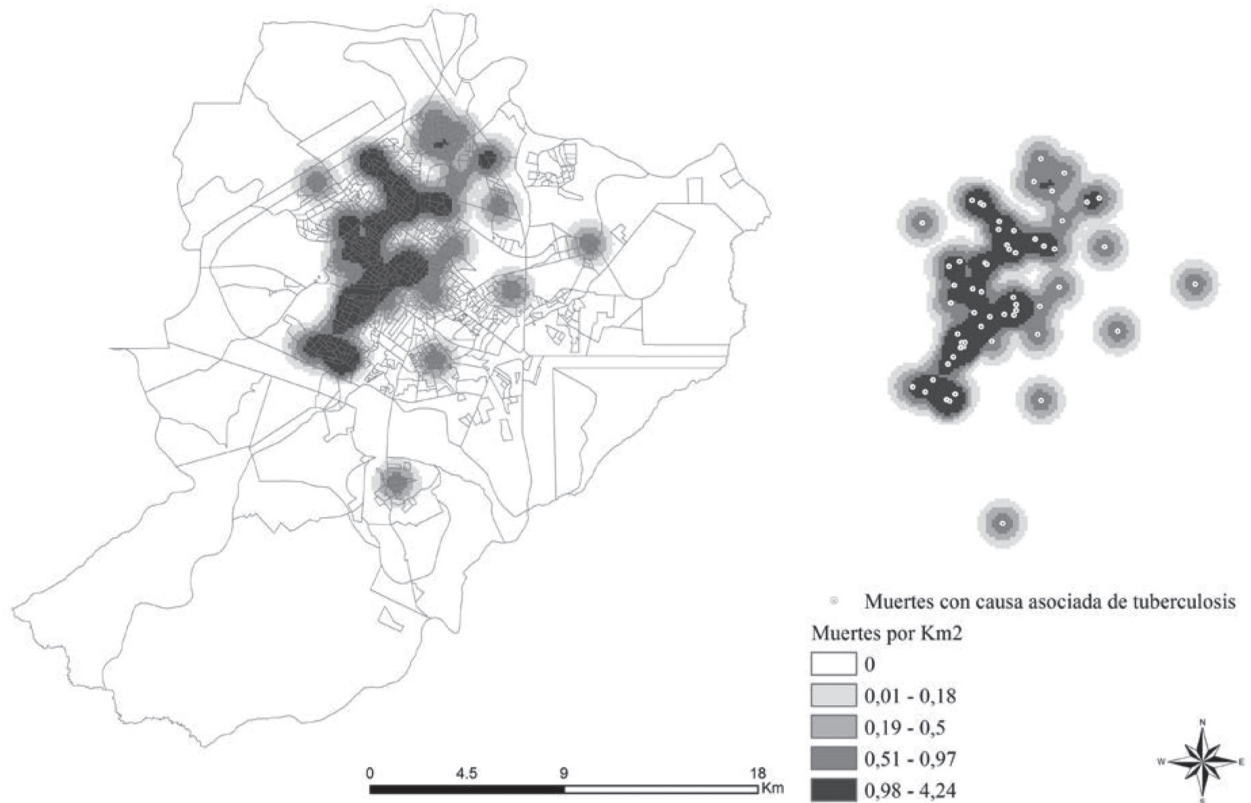 Muertes con causa asociada de tuberculosis
Muertes por Km2
0
0,01 - 0,18
0,19 - 0,5
0,51 - 0,97
0,98 - 4,24
0 4.5 9 18
Km
N
W E
S